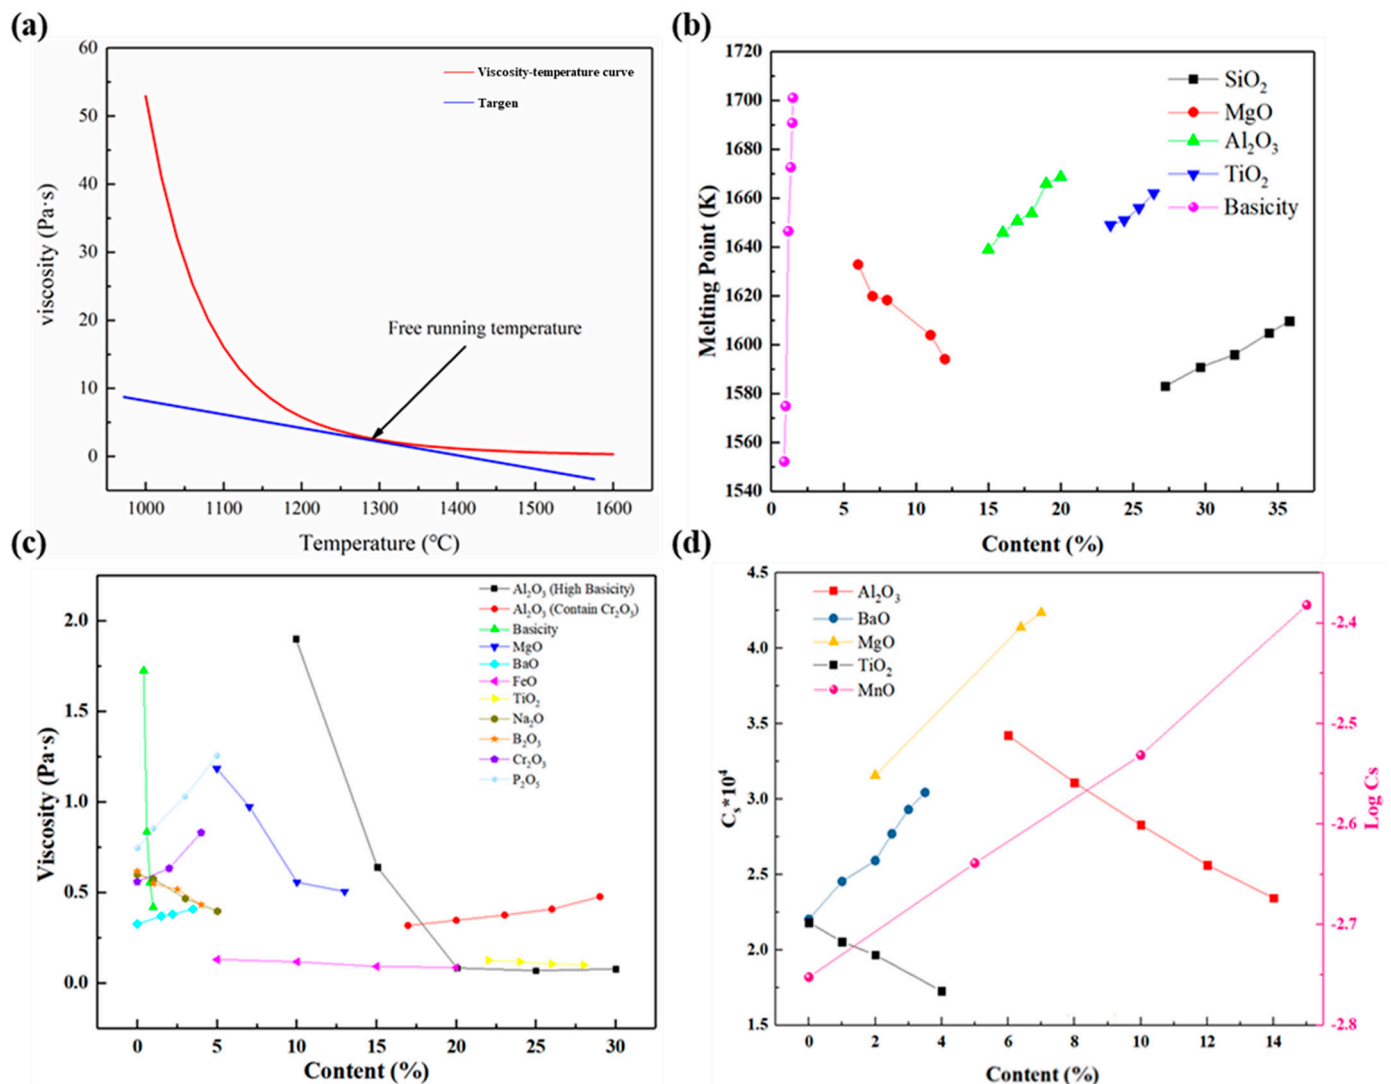 (a)
60
50
40
30
20
10
0
viscosity (Pa·s)
Viscosity-temperature curve
Targen
Free running temperature
1000 1100 1200 1300 1400 1500 1600
Temperature (℃)
(b)
1720
1700
1680
1660
1640
1620
1600
1580
1560
1540
Melting Point (K)
SiO₂
MgO
Al₂O₃
TiO₂
Basicity
0 5 10 15 20 25 30 35
Content (%)
(c)
2.0
1.5
1.0
0.5
0.0
Viscosity (Pa·s)
Al₂O₃ (High Basicity)
Al₂O₃ (Contain Cr₂O₃)
Basicity
MgO
BaO
FeO
TiO₂
Na₂O
B₂O₃
Cr₂O₃
P₂O₅
0 5 10 15 20 25 30
Content (%)
(d)
4.5
4.0
3.5
3.0
2.5
2.0
1.5
Cₛ*10⁴
Al₂O₃
BaO
MgO
TiO₂
MnO
-2.4
-2.5
-2.6
-2.7
-2.8
Log Cs
0 2 4 6 8 10 12 14
Content (%)